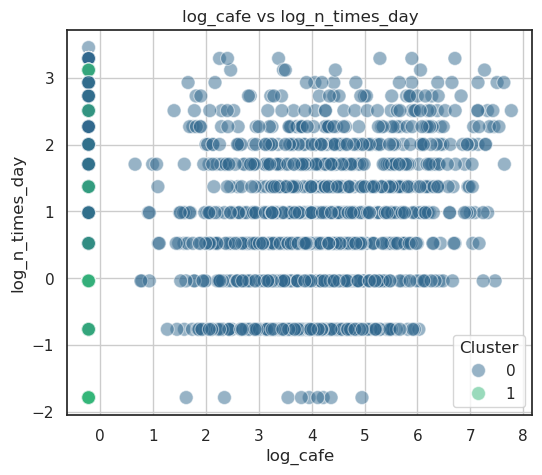 log_cafe vs log_n_times_day
log_n_times_day
3
2
1
0
−1
−2
0 1 2 3 4 5 6 7 8
log_cafe
Cluster
0
1